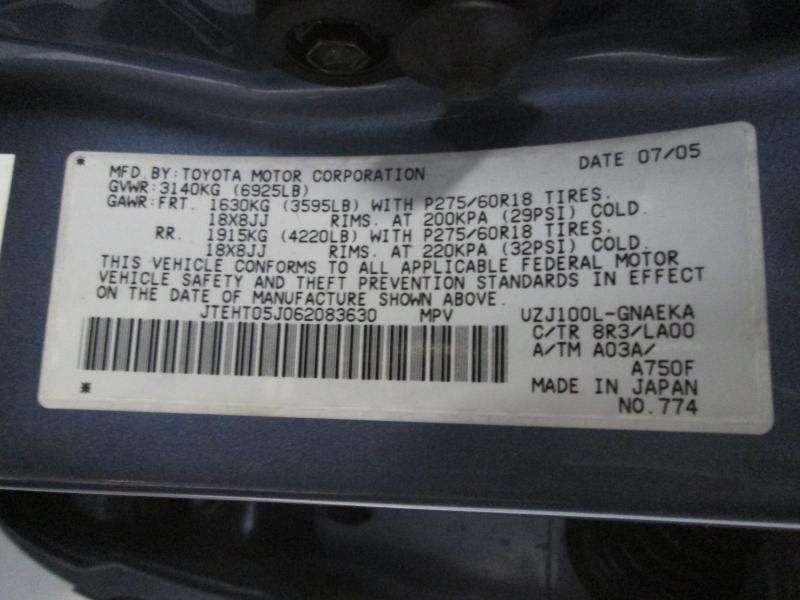 MFD.BY:TOYOTA MOTOR CORPORATION DATE 07/05
GVWR:3140KG (6925LB)
GAWR:FRT. 1630KG (3595LB) WITH P275/60R18 TIRES.
18X8JJ RIMS. AT 200KPA (29PSI) COLD.
RR. 1915KG (4220LB) WITH P275/60R18 TIRES.
18X8JJ RIMS. AT 220KPA (32PSI) COLD.
THIS VEHICLE CONFORMS TO ALL APPLICABLE FEDERAL MOTOR
VEHICLE SAFETY AND THEFT PREVENTION STANDARDS IN EFFECT
ON THE DATE OF MANUFACTURE SHOWN ABOVE.
JTEHT05J062083630 MPV UZJ100L-GNAEKA
C/TR 8R3/LA00
A/TM A03A/
A750F
MADE IN JAPAN
NO.774